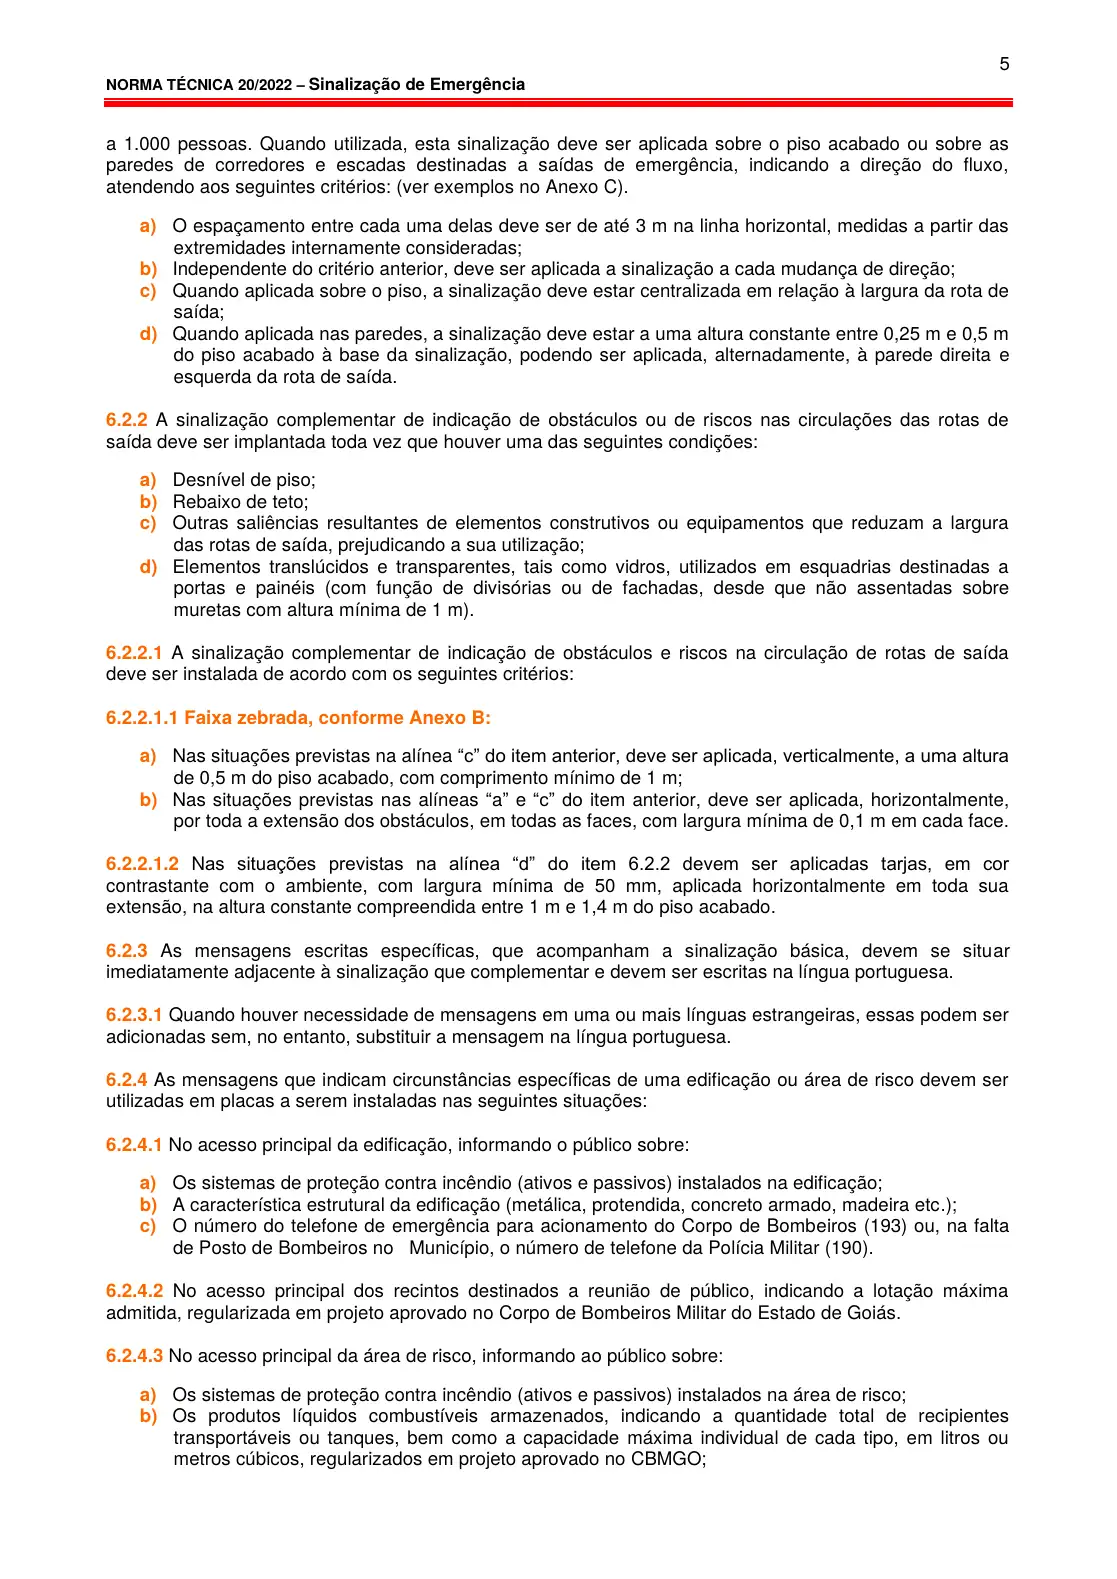 5
NORMA TÉCNICA 20/2022 – Sinalização de Emergência
a 1.000 pessoas. Quando utilizada, esta sinalização deve ser aplicada sobre o piso acabado ou sobre as
paredes de corredores e escadas destinadas a saídas de emergência, indicando a direção do fluxo,
atendendo aos seguintes critérios: (ver exemplos no Anexo C).
a) O espaçamento entre cada uma delas deve ser de até 3 m na linha horizontal, medidas a partir das
extremidades internamente consideradas;
b) Independente do critério anterior, deve ser aplicada a sinalização a cada mudança de direção;
c) Quando aplicada sobre o piso, a sinalização deve estar centralizada em relação à largura da rota de
saída;
d) Quando aplicada nas paredes, a sinalização deve estar a uma altura constante entre 0,25 m e 0,5 m
do piso acabado à base da sinalização, podendo ser aplicada, alternadamente, à parede direita e
esquerda da rota de saída.
6.2.2 A sinalização complementar de indicação de obstáculos ou de riscos nas circulações das rotas de
saída deve ser implantada toda vez que houver uma das seguintes condições:
a) Desnível de piso;
b) Rebaixo de teto;
c) Outras saliências resultantes de elementos construtivos ou equipamentos que reduzam a largura
das rotas de saída, prejudicando a sua utilização;
d) Elementos translúcidos e transparentes, tais como vidros, utilizados em esquadrias destinadas a
portas e painéis (com função de divisórias ou de fachadas, desde que não assentadas sobre
muretas com altura mínima de 1 m).
6.2.2.1 A sinalização complementar de indicação de obstáculos e riscos na circulação de rotas de saída
deve ser instalada de acordo com os seguintes critérios:
6.2.2.1.1 Faixa zebrada, conforme Anexo B:
a) Nas situações previstas na alínea “c” do item anterior, deve ser aplicada, verticalmente, a uma altura
de 0,5 m do piso acabado, com comprimento mínimo de 1 m;
b) Nas situações previstas nas alíneas “a” e “c” do item anterior, deve ser aplicada, horizontalmente,
por toda a extensão dos obstáculos, em todas as faces, com largura mínima de 0,1 m em cada face.
6.2.2.1.2 Nas situações previstas na alínea “d” do item 6.2.2 devem ser aplicadas tarjas, em cor
contrastante com o ambiente, com largura mínima de 50 mm, aplicada horizontalmente em toda sua
extensão, na altura constante compreendida entre 1 m e 1,4 m do piso acabado.
6.2.3 As mensagens escritas específicas, que acompanham a sinalização básica, devem se situar
imediatamente adjacente à sinalização que complementar e devem ser escritas na língua portuguesa.
6.2.3.1 Quando houver necessidade de mensagens em uma ou mais línguas estrangeiras, essas podem ser
adicionadas sem, no entanto, substituir a mensagem na língua portuguesa.
6.2.4 As mensagens que indicam circunstâncias específicas de uma edificação ou área de risco devem ser
utilizadas em placas a serem instaladas nas seguintes situações:
6.2.4.1 No acesso principal da edificação, informando o público sobre:
a) Os sistemas de proteção contra incêndio (ativos e passivos) instalados na edificação;
b) A característica estrutural da edificação (metálica, protendida, concreto armado, madeira etc.);
c) O número do telefone de emergência para acionamento do Corpo de Bombeiros (193) ou, na falta
de Posto de Bombeiros no Município, o número de telefone da Polícia Militar (190).
6.2.4.2 No acesso principal dos recintos destinados a reunião de público, indicando a lotação máxima
admitida, regularizada em projeto aprovado no Corpo de Bombeiros Militar do Estado de Goiás.
6.2.4.3 No acesso principal da área de risco, informando ao público sobre:
a) Os sistemas de proteção contra incêndio (ativos e passivos) instalados na área de risco;
b) Os produtos líquidos combustíveis armazenados, indicando a quantidade total de recipientes
transportáveis ou tanques, bem como a capacidade máxima individual de cada tipo, em litros ou
metros cúbicos, regularizados em projeto aprovado no CBMGO;